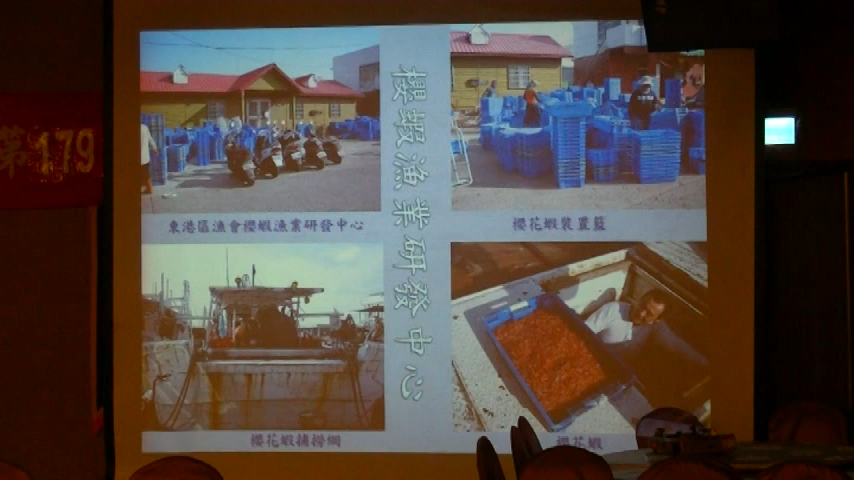 第179
櫻蝦漁業研發中心
東港區漁會櫻蝦漁業研發中心
櫻花蝦裝置籃
櫻花蝦捕撈網
櫻花蝦